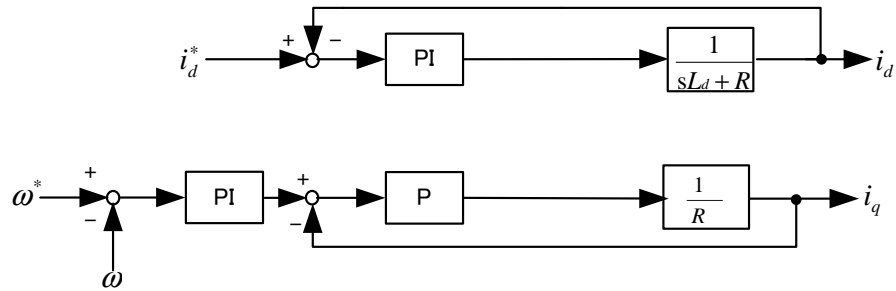 + −
i_d^* PI 1 i_d
sL_d + R
+ +
ω^* PI P 1 i_q
− − R
ω